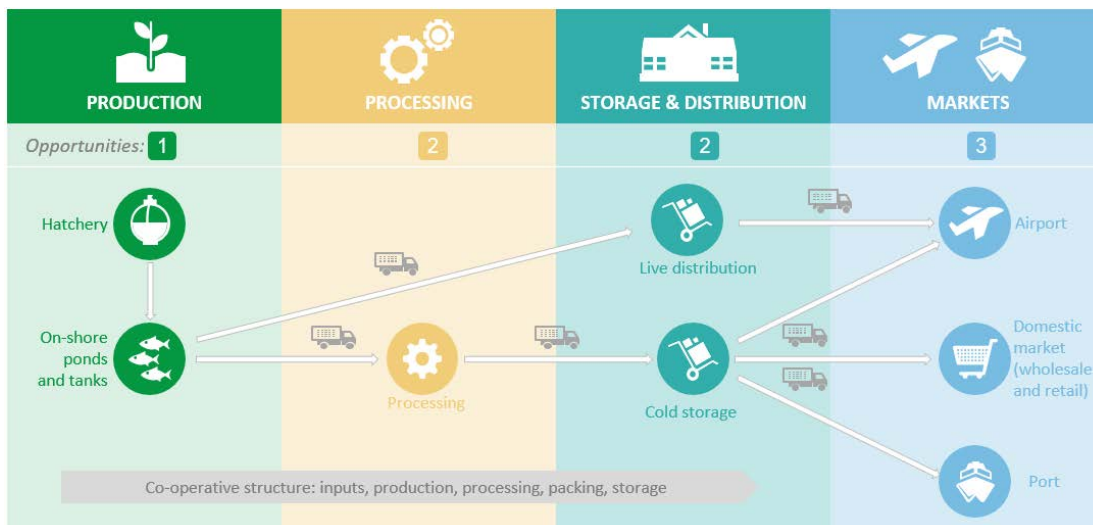 PRODUCTION
PROCESSING
STORAGE & DISTRIBUTION
MARKETS
Opportunities:
1
2
2
3
Hatchery
Live distribution
Airport
On-shore
ponds
and tanks
Processing
Cold storage
Domestic
market
(wholesale
and retail)
Port
Co-operative structure: inputs, production, processing, packing, storage